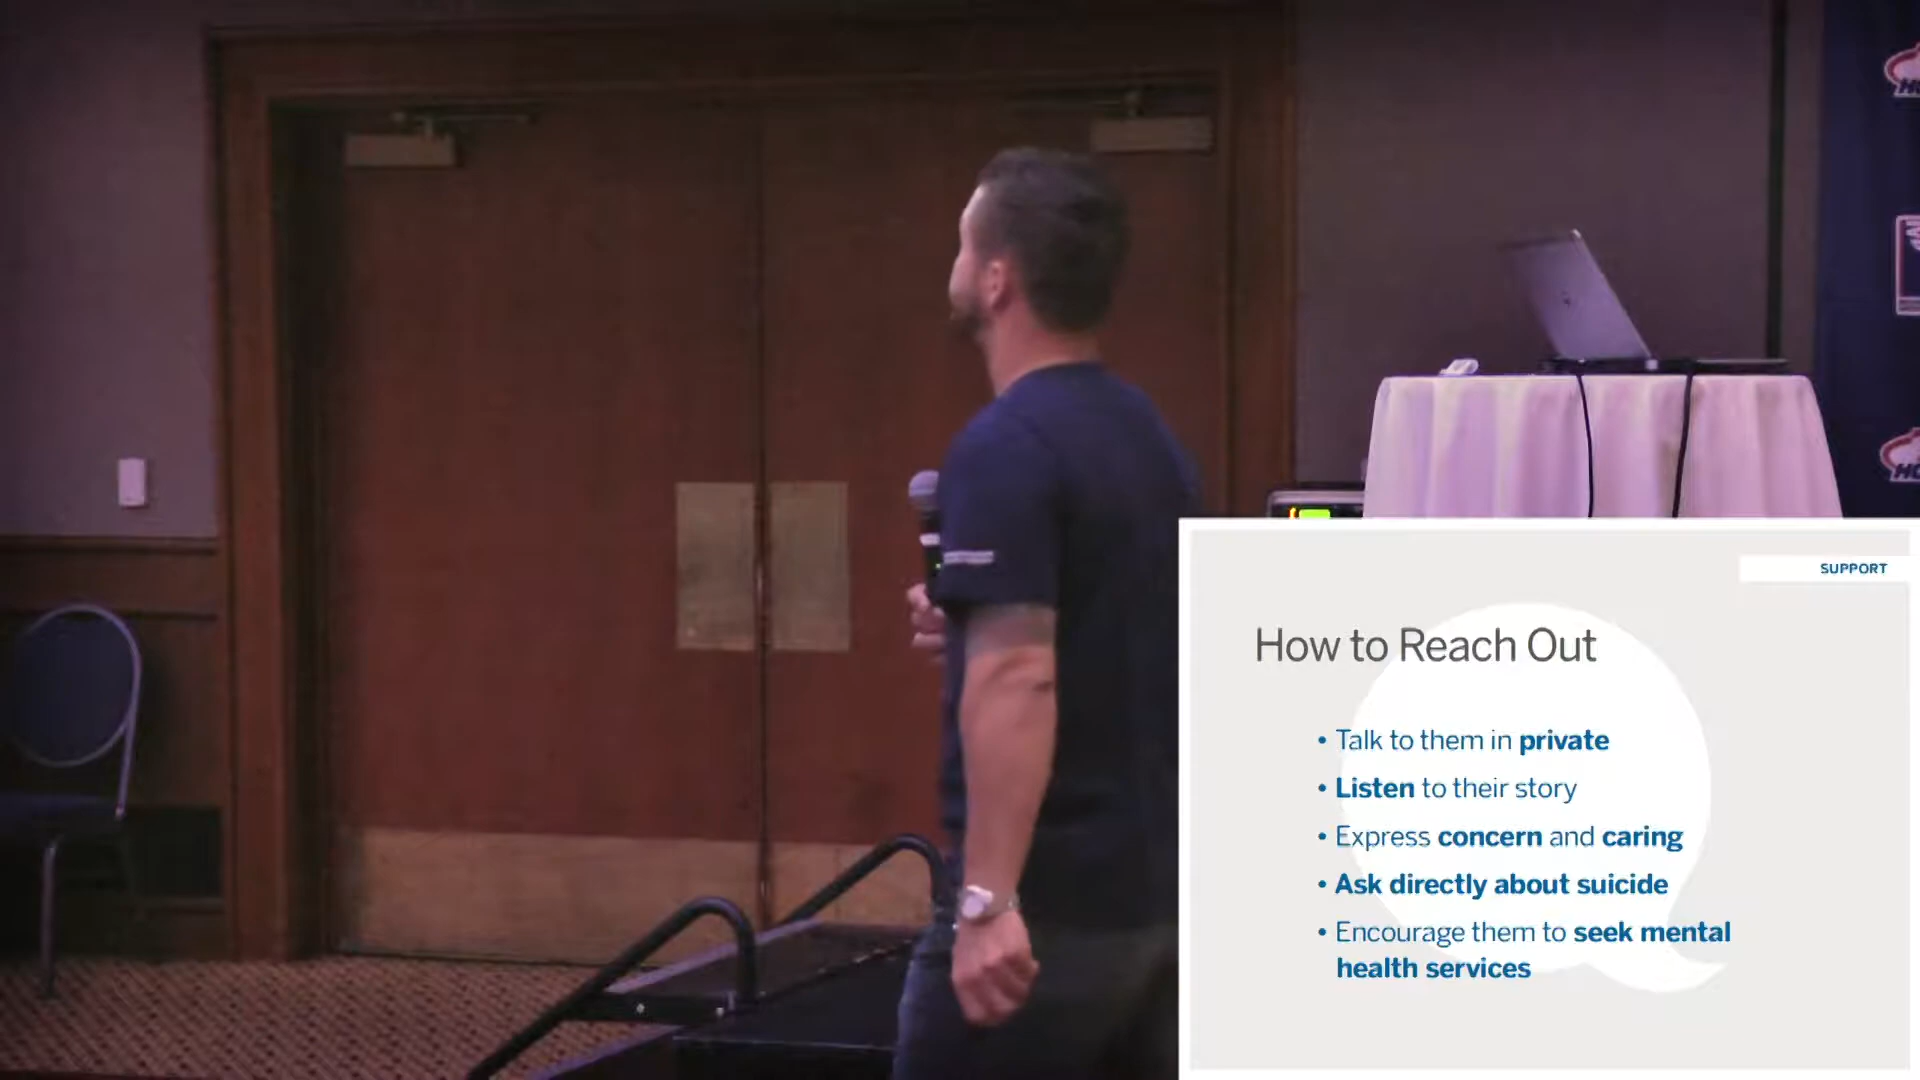 SUPPORT
How to Reach Out
• Talk to them in private
• Listen to their story
• Express concern and caring
• Ask directly about suicide
• Encourage them to seek mental
health services